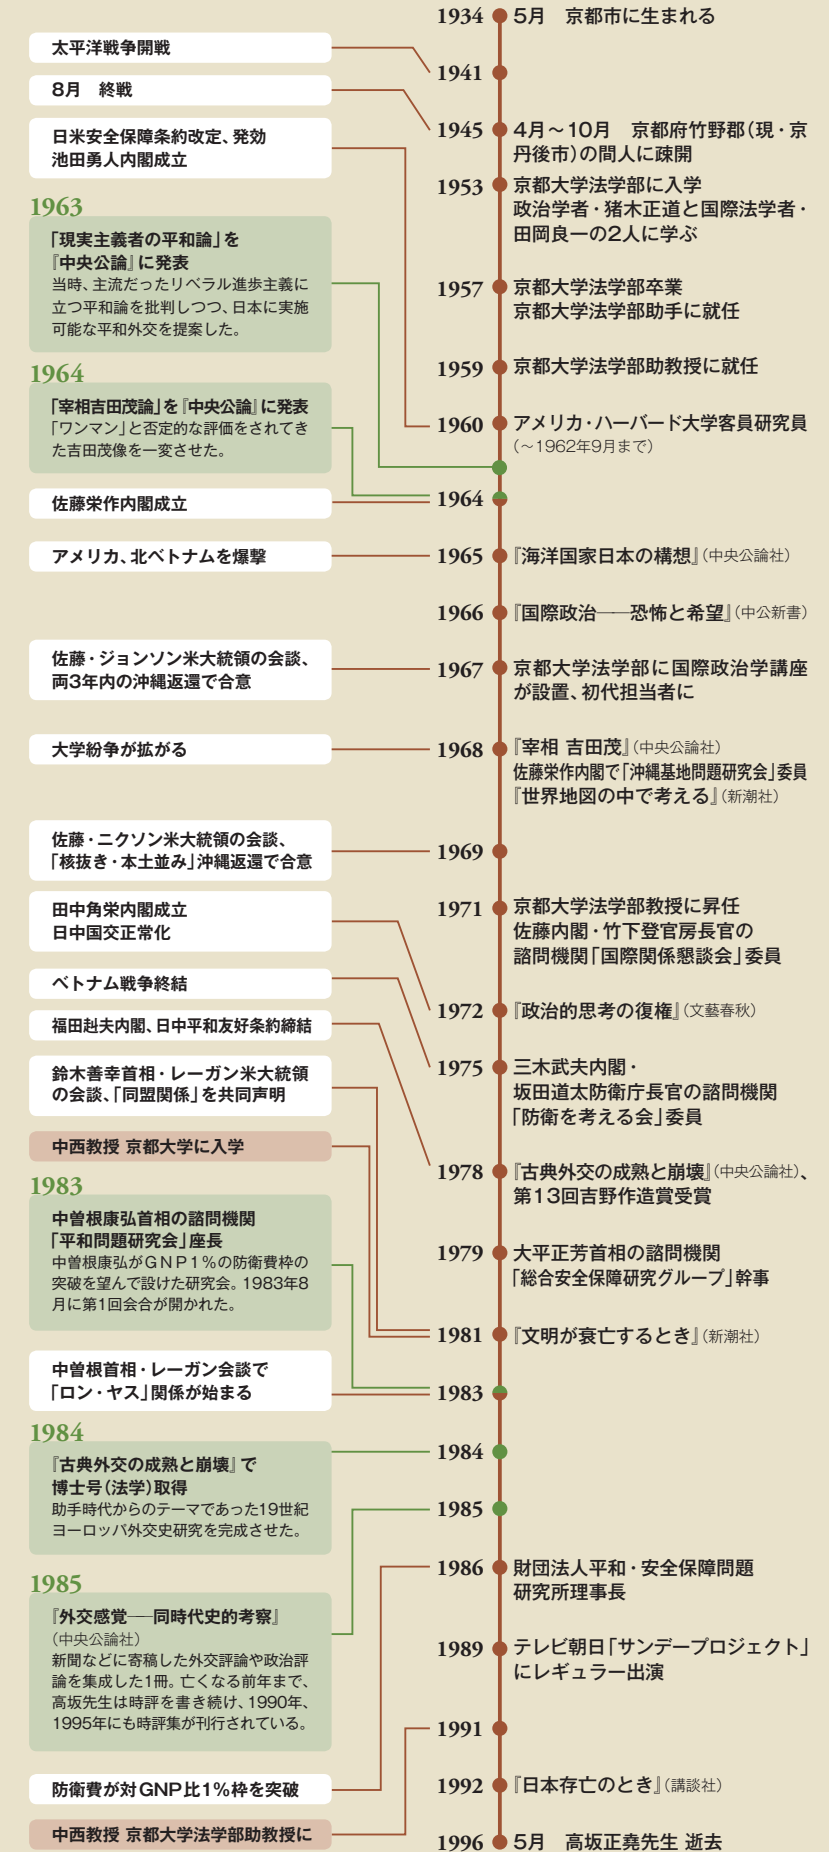 1934 5月 京都市に生まれる
太平洋戦争開戦
1941
8月 終戦
1945 4月〜10月 京都府竹野郡（現・京
丹後市）の間人に疎開
日米安全保障条約改定、発効
池田勇人内閣成立
1953 京都大学法学部に入学
政治学者・猪木正道と国際法学者・
田岡良一の2人に学ぶ
1963
「現実主義者の平和論」を
『中央公論』に発表
当時、主流だったリベラル進歩主義に
立つ平和論を批判しつつ、日本に実施
可能な平和外交を提案した。
1957 京都大学法学部卒業
京都大学法学部助手に就任
1959 京都大学法学部助教授に就任
1964
「宰相吉田茂論」を『中央公論』に発表
「ワンマン」と否定的な評価をされてき
た吉田茂像を一変させた。
1960 アメリカ・ハーバード大学客員研究員
（〜1962年9月まで）
佐藤栄作内閣成立
1964
アメリカ、北ベトナムを爆撃
1965 『海洋国家日本の構想』（中央公論社）
1966 『国際政治──恐怖と希望』（中公新書）
佐藤・ジョンソン米大統領の会談、
両3年内の沖縄返還で合意
1967 京都大学法学部に国際政治学講座
が設置、初代担当者に
大学紛争が拡がる
1968 『宰相 吉田茂』（中央公論社）
佐藤栄作内閣で「沖縄基地問題研究会」委員
『世界地図の中で考える』（新潮社）
佐藤・ニクソン米大統領の会談、
「核抜き・本土並み」沖縄返還で合意
1969
田中角栄内閣成立
日中国交正常化
1971 京都大学法学部教授に昇任
佐藤内閣・竹下登官房長官の
諮問機関「国際関係懇談会」委員
ベトナム戦争終結
1972 『政治的思考の復権』（文藝春秋）
福田赳夫内閣、日中平和友好条約締結
鈴木善幸首相・レーガン米大統領
の会談、「同盟関係」を共同声明
1975 三木武夫内閣・
坂田道太防衛庁長官の諮問機関
「防衛を考える会」委員
中西教授 京都大学に入学
1978 『古典外交の成熟と崩壊』（中央公論社）、
第13回吉野作造賞受賞
1983
中曽根康弘首相の諮問機関
「平和問題研究会」座長
中曽根康弘がGNP1％の防衛費枠の
突破を望んで設けた研究会。1983年8
月に第1回会合が開かれた。
1979 大平正芳首相の諮問機関
「総合安全保障研究グループ」幹事
1981 『文明が衰亡するとき』（新潮社）
中曽根首相・レーガン会談で
「ロン・ヤス」関係が始まる
1983
1984
『古典外交の成熟と崩壊』で
博士号（法学）取得
助手時代からのテーマであった19世紀
ヨーロッパ外交史研究を完成させた。
1984
1985
1986 財団法人平和・安全保障問題
研究所理事長
1985
『外交感覚──同時代史的考察』
（中央公論社）
新聞などに寄稿した外交評論や政治評
論を集成した1冊。亡くなる前年まで、
高坂先生は時評を書き続け、1990年、
1995年にも時評集が刊行されている。
1989 テレビ朝日「サンデープロジェクト」
にレギュラー出演
1991
防衛費が対GNP比1％枠を突破
1992 『日本存亡のとき』（講談社）
中西教授 京都大学法学部助教授に
1996 5月 高坂正堯先生 逝去